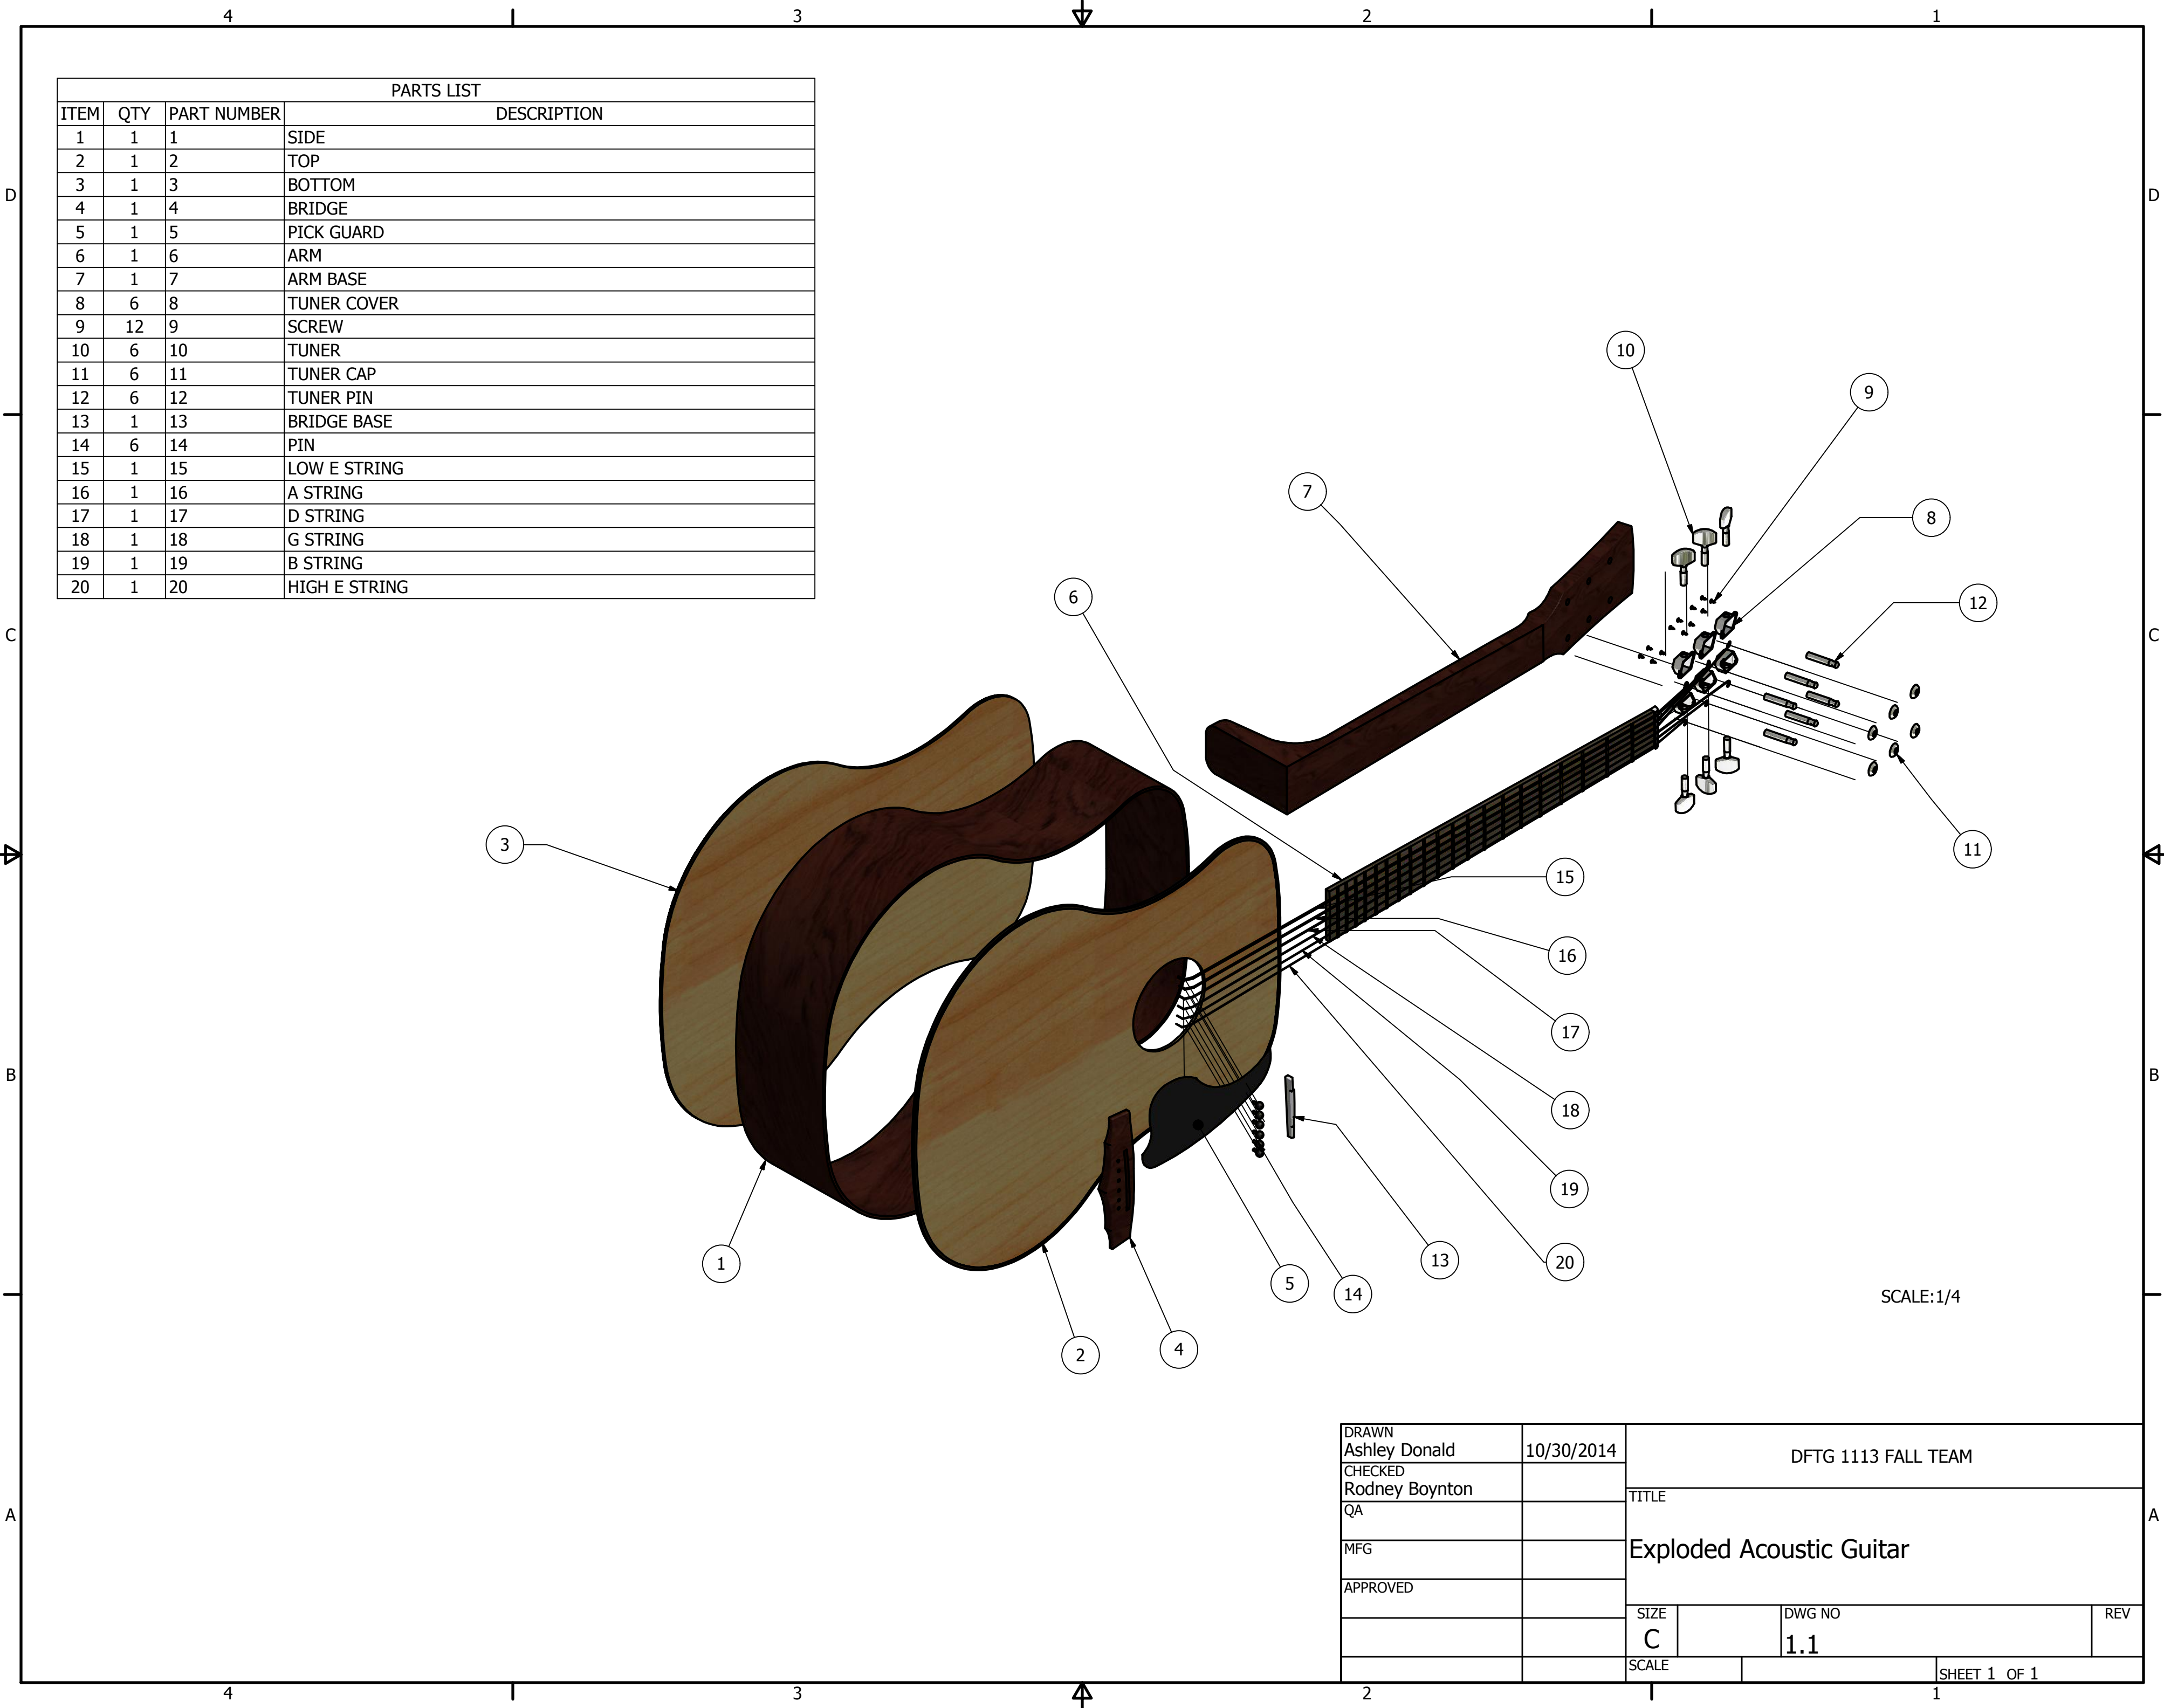 4 3 2 1
PARTS LIST
ITEM QTY PART NUMBER DESCRIPTION
1 1 1 SIDE
2 1 2 TOP
3 1 3 BOTTOM
4 1 4 BRIDGE
5 1 5 PICK GUARD
6 1 6 ARM
7 1 7 ARM BASE
8 6 8 TUNER COVER
9 12 9 SCREW
10 6 10 TUNER
11 6 11 TUNER CAP
12 6 12 TUNER PIN
13 1 13 BRIDGE BASE
14 6 14 PIN
15 1 15 LOW E STRING
16 1 16 A STRING
17 1 17 D STRING
18 1 18 G STRING
19 1 19 B STRING
20 1 20 HIGH E STRING
D D
C C
B B
A A
10
9
7
8
6
12
3
11
15
16
17
18
19
1
13
20
5
14
2
4
SCALE:1/4
DRAWN
Ashley Donald 10/30/2014
CHECKED
Rodney Boynton
QA
MFG
APPROVED
DFTG 1113 FALL TEAM
TITLE
Exploded Acoustic Guitar
SIZE
C
DWG NO
1.1
REV
SCALE
SHEET 1 OF 1
4 3 2 1